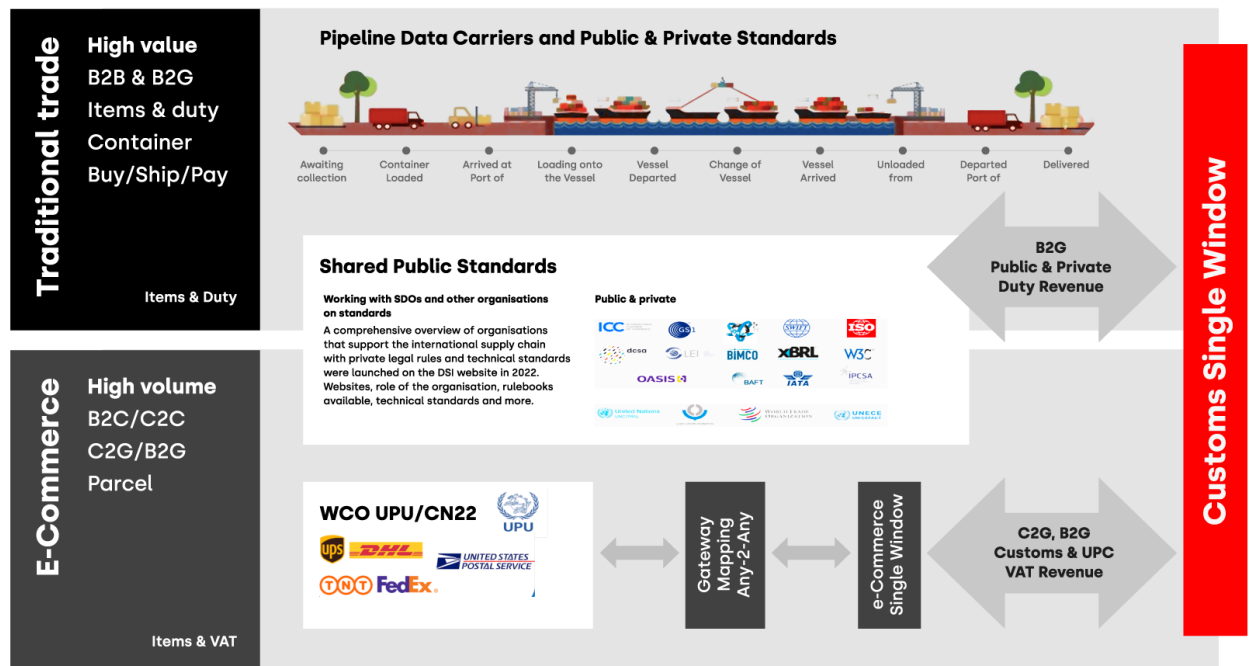 Traditional trade
High value
B2B & B2G
Items & duty
Container
Buy/Ship/Pay
Items & Duty
Pipeline Data Carriers and Public & Private Standards
Awaiting
collection
Container
Loaded
Arrived at
Port of
Loading onto
the Vessel
Vessel
Departed
Change of
Vessel
Vessel
Arrived
Unloaded
from
Departed
Port of
Delivered
B2G
Public & Private
Duty Revenue
Customs Single Window
Shared Public Standards
Working with SDOs and other organisations
on standards
A comprehensive overview of organisations
that support the international supply chain
with private legal rules and technical standards
were launched on the DSI website in 2022.
Websites, role of the organisation, rulebooks
available, technical standards and more.
Public & private
ICC
GS1
SWIFT
ISO
dcsa
LEI
BIMCO
XBRL
W3C
OASIS
BAFT
IATA
IPCSA
United Nations
WORLD TRADE
ORGANIZATION
UNECE
E-Commerce
High volume
B2C/C2C
C2G/B2G
Parcel
Items & VAT
WCO UPU/CN22
UPU
ups
DHL
UNITED STATES
POSTAL SERVICE
TNT
FedEx
Gateway
Mapping
Any-2-Any
e-Commerce
Single Window
C2G, B2G
Customs & UPC
VAT Revenue